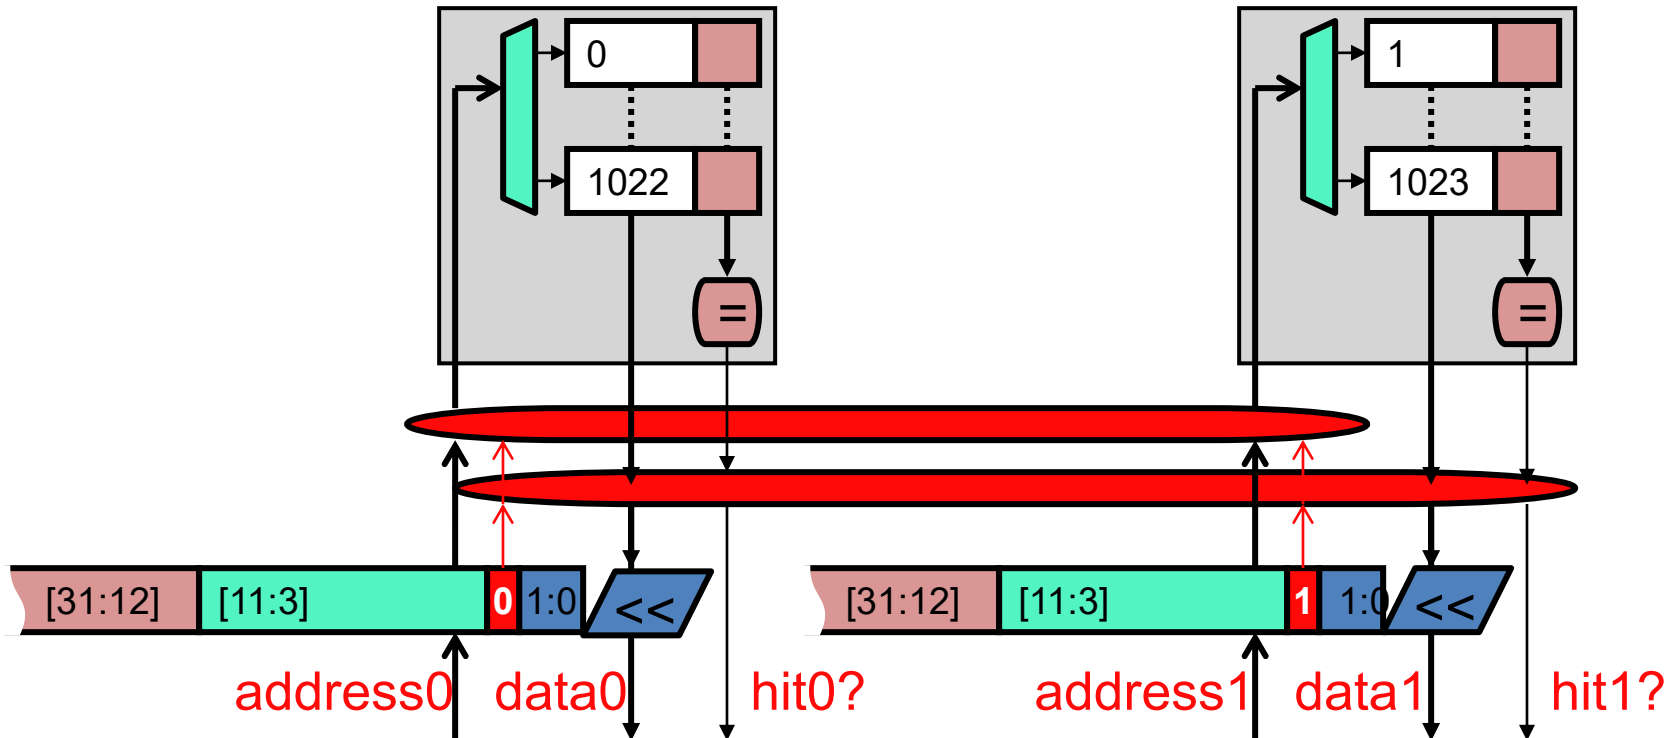 0
1
1022
1023
=
=
[31:12] [11:3] 0 1:0 <<
[31:12] [11:3] 1 1:0 <<
address0 data0 hit0?
address1 data1 hit1?